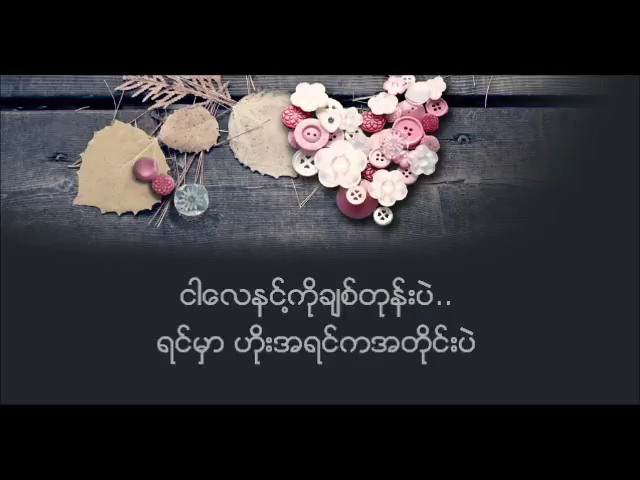 ငါလေနင့်ကိုချစ်တုန်းပဲ..
ရင်မှာ ဟိုးအရင်ကအတိုင်းပဲ